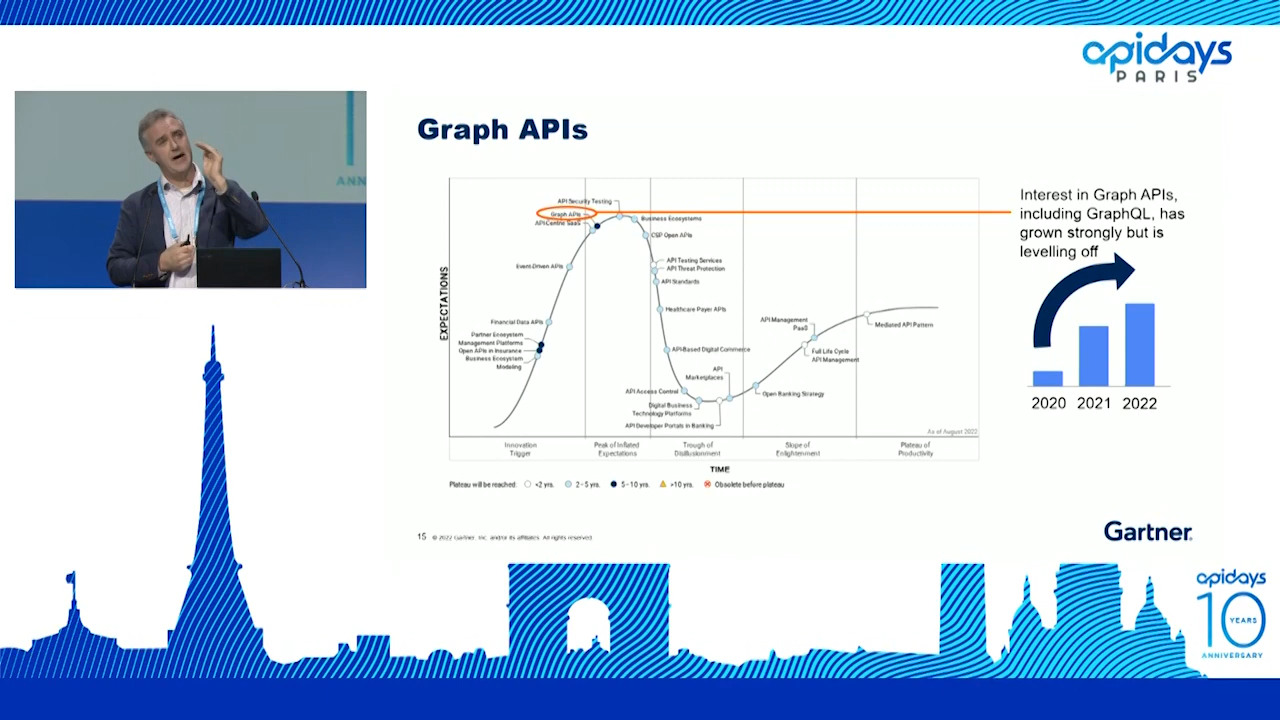 apidays
PARIS
ANN
Graph APIs
API Security Testing
Graph APIs
API Centric SaaS
Business Ecosystems
CSP Open APIs
Event-Driven APIs
API Testing Services
API Threat Protection
API Standards
Financial Data APIs
Healthcare Payer APIs
Partner Ecosystem
Management Platforms
Open APIs in Insurance
Business Ecosystem
Modeling
API-Based Digital Commerce
API Management
PaaS
Mediated API Pattern
Full Life Cycle
API Management
API
Marketplaces
API Access Control
Open Banking Strategy
Digital Business
Technology Platforms
API Developer Portals in Banking
As of August 2022
EXPECTATIONS
Innovation
Trigger
Peak of Inflated
Expectations
Trough of
Disillusionment
Slope of
Enlightenment
Plateau of
Productivity
TIME
Plateau will be reached: <2 yrs. 2-5 yrs. 5-10 yrs. >10 yrs. Obsolete before plateau
Interest in Graph APIs,
including GraphQL, has
grown strongly but is
levelling off
2020 2021 2022
15 © 2022 Gartner, Inc. and/or its affiliates. All rights reserved.
Gartner
apidays
10
YEARS
ANNIVERSARY